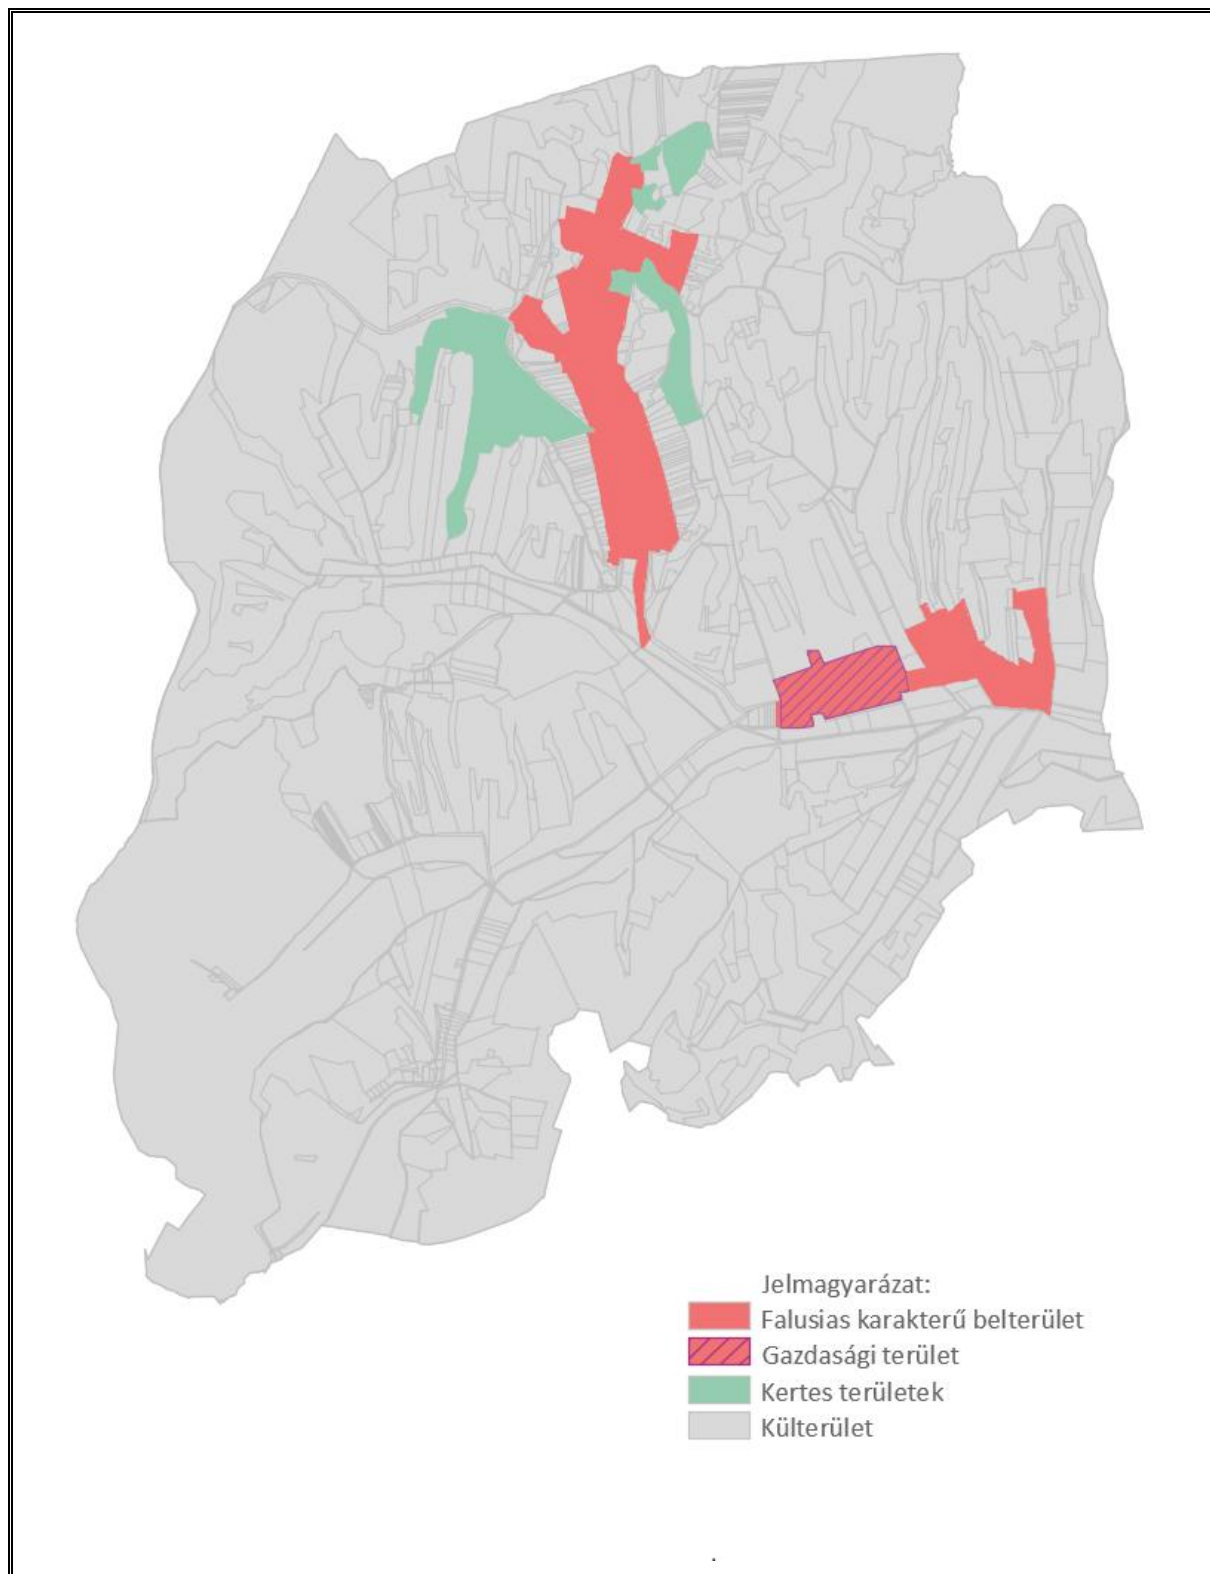 Jelmagyarázat:
Falusias karakterű belterület
Gazdasági terület
Kertes területek
Külterület
.